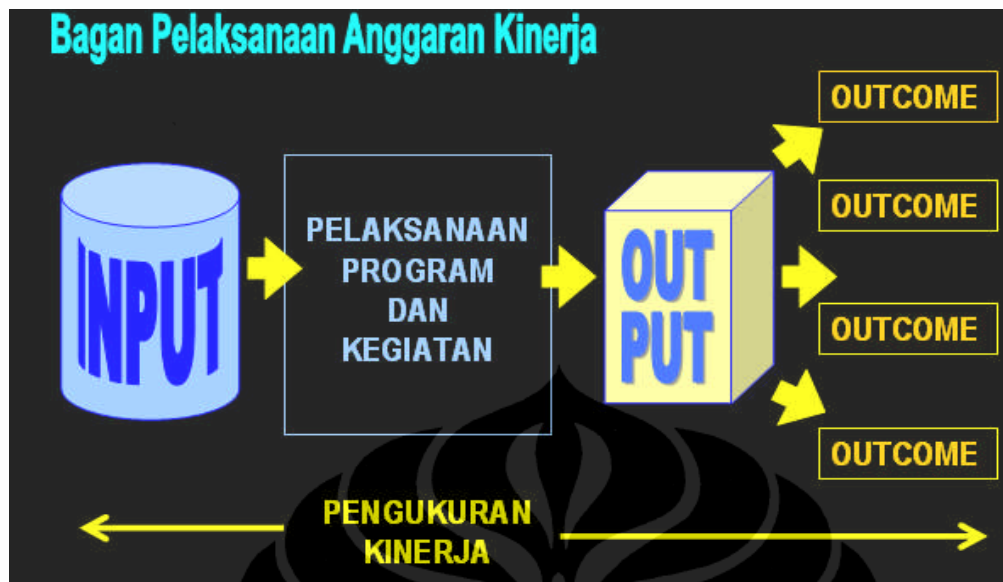 Bagan Pelaksanaan Anggaran Kinerja
INPUT
PELAKSANAAN
PROGRAM
DAN
KEGIATAN
OUT
PUT
OUTCOME
OUTCOME
OUTCOME
OUTCOME
PENGUKURAN
KINERJA